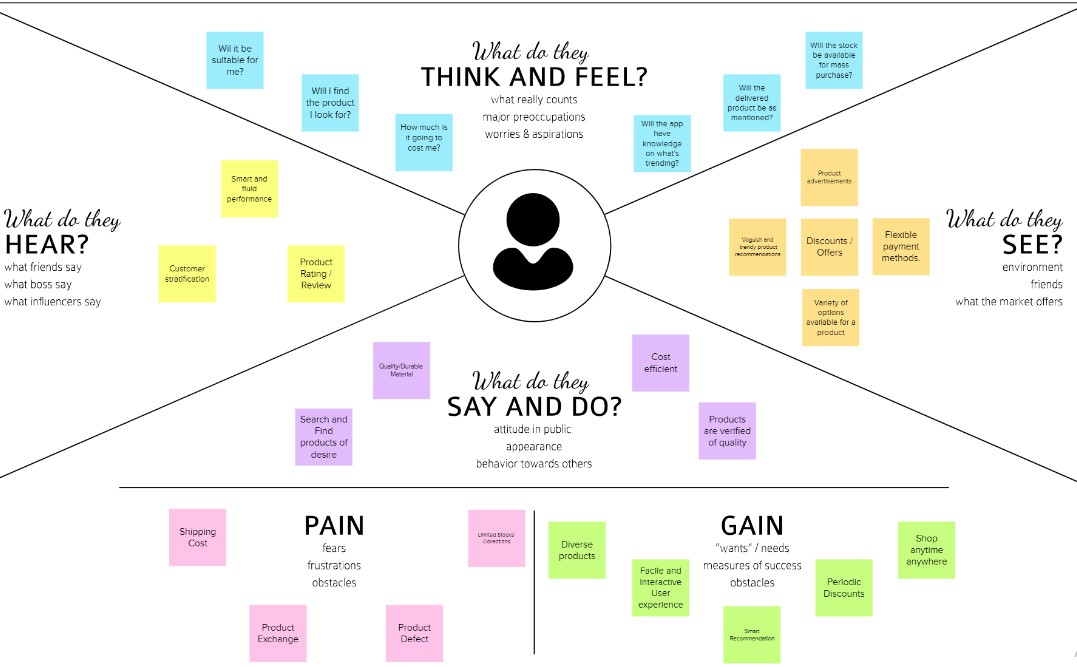 What do they
THINK AND FEEL?
what really counts
major preoccupations
worries & aspirations
Wil it be
suitable for
me?
Will I find
the product
I look for?
How much is
it going to
cost me?
Will the app
have
knowledge
on what's
trending?
Will the
delivered
product be as
mentioned?
Will the stock
be available
for mass
purchase?
What do they
HEAR?
what friends say
what boss say
what influencers say
Smart and
fluid
performance
Customer
stratification
Product
Rating /
Review
What do they
SEE?
environment
friends
what the market offers
Product
advertisements
Voguish and
trendy product
recommendations
Discounts /
Offers
Flexible
payment
methods.
Variety of
options
available for a
product
What do they
SAY AND DO?
attitude in public
appearance
behavior towards others
Quality/Durable
Material
Search and
Find
products of
desire
Cost
efficient
Products
are verified
of quality
PAIN
fears
frustrations
obstacles
Shipping
Cost
Limited Stocks
Collections
Product
Exchange
Product
Defect
GAIN
"wants" / needs
measures of success
obstacles
Diverse
products
Facile and
Interactive
User
experience
Smart
Recommendation
Periodic
Discounts
Shop
anytime
anywhere